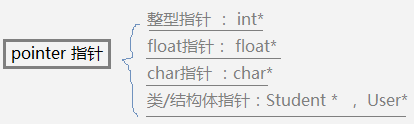 pointer 指针
整型指针 : int*
float指针 : float*
char指针 :char*
类/结构体指针:Student * ,User*